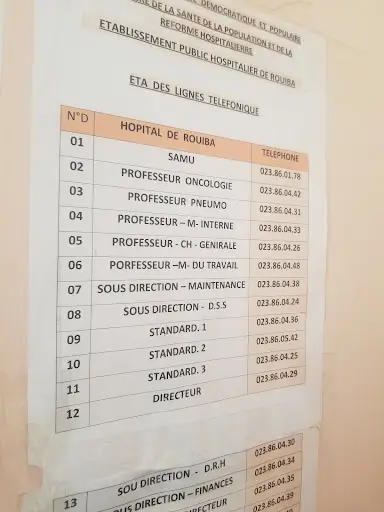 DEMOCRATIQUE ET POPULAIRE
DE LA SANTE DE LA POPULATION ET DE LA
REFORME HOSPITALIERRE
ETABLISSEMENT PUBLIC HOSPITALIER DE ROUIBA
ETA DES LIGNES TELEFONIQUE
N°D HOPITAL DE ROUIBA TELEPHONE
01 SAMU 023.86.01.78
02 PROFESSEUR ONCOLOGIE 023.86.04.42
03 PROFESSEUR PNEUMO 023.86.04.31
04 PROFESSEUR – M- INTERNE 023.86.04.33
05 PROFESSEUR - CH - GENIRALE 023.86.04.26
06 PORFESSEUR –M- DU TRAVAIL 023.86.04.48
07 SOUS DIRECTION – MAINTENANCE 023.86.04.38
08 SOUS DIRECTION - D.S.S 023.86.04.24
09 STANDARD. 1 023.86.04.36
10 STANDARD. 2 023.86.05.42
11 STANDARD. 3 023.86.04.25
12 DIRECTEUR 023.86.04.29
13 SOU DIRECTION - D.R.H 023.86.04.30
DIRECTION – FINANCES 023.86.04.34
023.86.04.35